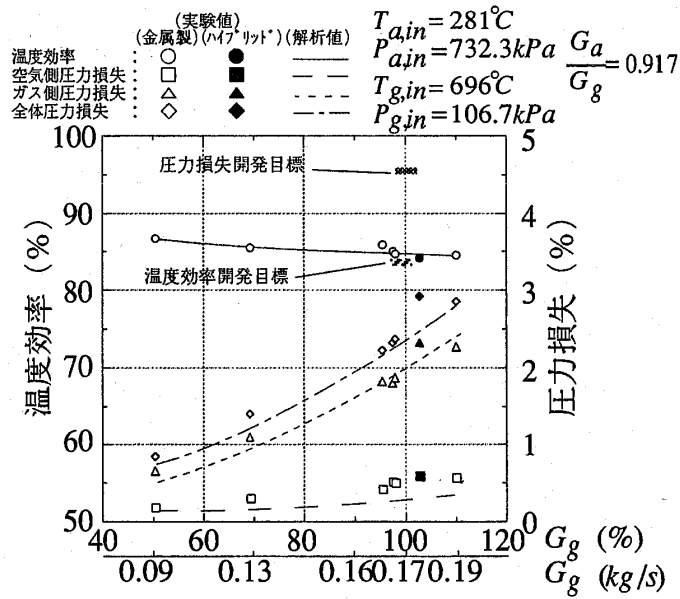 (実験値)
(金属製)(ハイブリッド)(解析値)
温度効率 :
空気側圧力損失 :
ガス側圧力損失 :
全体圧力損失 :
T_{a,in} = 281°C
P_{a,in} = 732.3kPa
T_{g,in} = 696°C
P_{g,in} = 106.7kPa
G_a
G_g = 0.917
圧力損失開発目標
温度効率開発目標
温度効率 (%)
100
90
80
70
60
50
圧力損失 (%)
5
4
3
2
1
0
40 60 80 100 120 G_g (%)
0.09 0.13 0.16 0.17 0.19 G_g (kg/s)